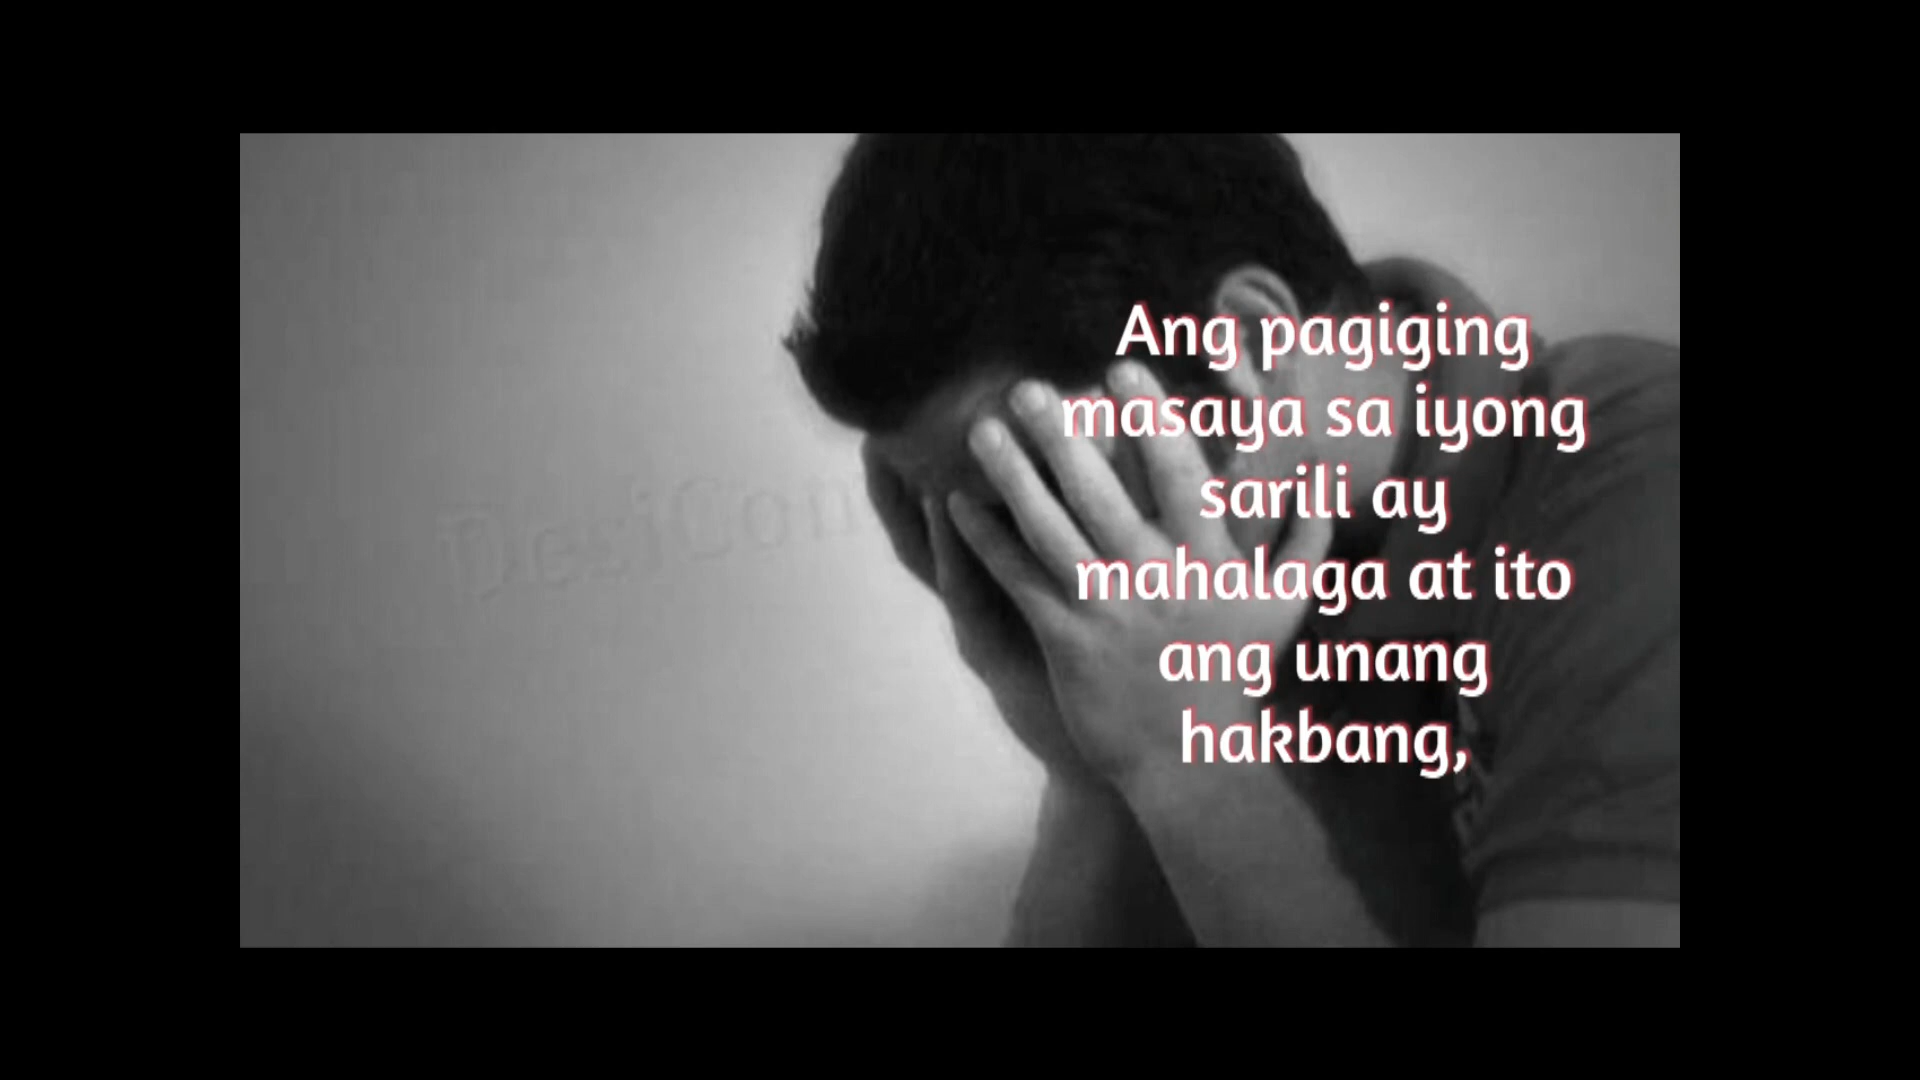 Ang pagiging
masaya sa iyong
sarili ay
mahalaga at ito
ang unang
hakbang,